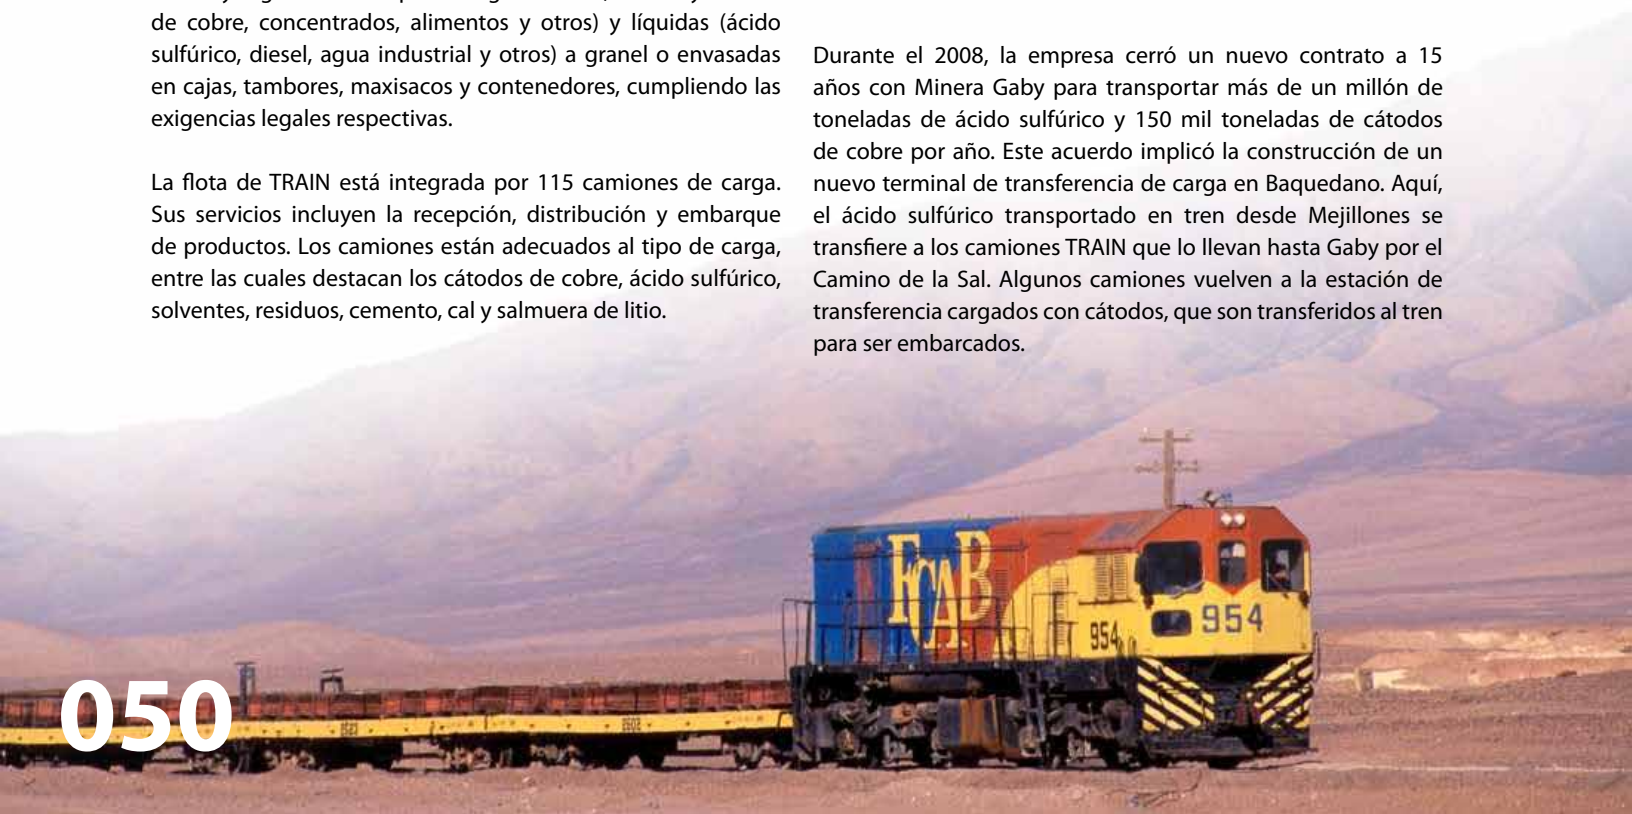 de cobre, concentrados, alimentos y otros) y líquidas (ácido
sulfúrico, diesel, agua industrial y otros) a granel o envasadas
en cajas, tambores, maxisacos y contenedores, cumpliendo las
exigencias legales respectivas.
La flota de TRAIN está integrada por 115 camiones de carga.
Sus servicios incluyen la recepción, distribución y embarque
de productos. Los camiones están adecuados al tipo de carga,
entre las cuales destacan los cátodos de cobre, ácido sulfúrico,
solventes, residuos, cemento, cal y salmuera de litio.
Durante el 2008, la empresa cerró un nuevo contrato a 15
años con Minera Gaby para transportar más de un millón de
toneladas de ácido sulfúrico y 150 mil toneladas de cátodos
de cobre por año. Este acuerdo implicó la construcción de un
nuevo terminal de transferencia de carga en Baquedano. Aquí,
el ácido sulfúrico transportado en tren desde Mejillones se
transfiere a los camiones TRAIN que lo llevan hasta Gaby por el
Camino de la Sal. Algunos camiones vuelven a la estación de
transferencia cargados con cátodos, que son transferidos al tren
para ser embarcados.
FCAB
954
954
050